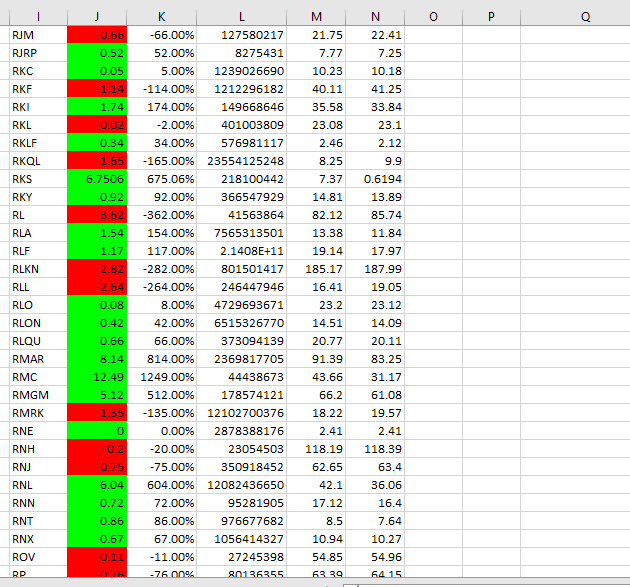 I J K L M N O P Q
RJM -0.66 -66.00% 127580217 21.75 22.41
RJRP 0.52 52.00% 8275431 7.77 7.25
RKC 0.05 5.00% 1239026690 10.23 10.18
RKF -1.14 -114.00% 1212296182 40.11 41.25
RKI 1.74 174.00% 149668646 35.58 33.84
RKL -0.02 -2.00% 401003809 23.08 23.1
RKLF 0.34 34.00% 576981117 2.46 2.12
RKQL -1.65 -165.00% 23554125248 8.25 9.9
RKS 6.7506 675.06% 218100442 7.37 0.6194
RKY 0.92 92.00% 366547929 14.81 13.89
RL -3.62 -362.00% 41563864 82.12 85.74
RLA 1.54 154.00% 7565313501 13.38 11.84
RLF 1.17 117.00% 2.1408E+11 19.14 17.97
RLKN -2.82 -282.00% 801501417 185.17 187.99
RLL -2.64 -264.00% 246447946 16.41 19.05
RLO 0.08 8.00% 4729693671 23.2 23.12
RLON 0.42 42.00% 6515326770 14.51 14.09
RLQU 0.66 66.00% 373094139 20.77 20.11
RMAR 8.14 814.00% 2369817705 91.39 83.25
RMC 12.49 1249.00% 44438673 43.66 31.17
RMGM 5.12 512.00% 178574121 66.2 61.08
RMRK -1.35 -135.00% 12102700376 18.22 19.57
RNE 0 0.00% 2878388176 2.41 2.41
RNH -0.2 -20.00% 23054503 118.19 118.39
RNJ -0.75 -75.00% 350918452 62.65 63.4
RNL 6.04 604.00% 12082436650 42.1 36.06
RNN 0.72 72.00% 95281905 17.12 16.4
RNT 0.86 86.00% 976677682 8.5 7.64
RNX 0.67 67.00% 1056414327 10.94 10.27
ROV -0.11 -11.00% 27245398 54.85 54.96
RP -0.76 -76.00% 80136355 63.39 64.15